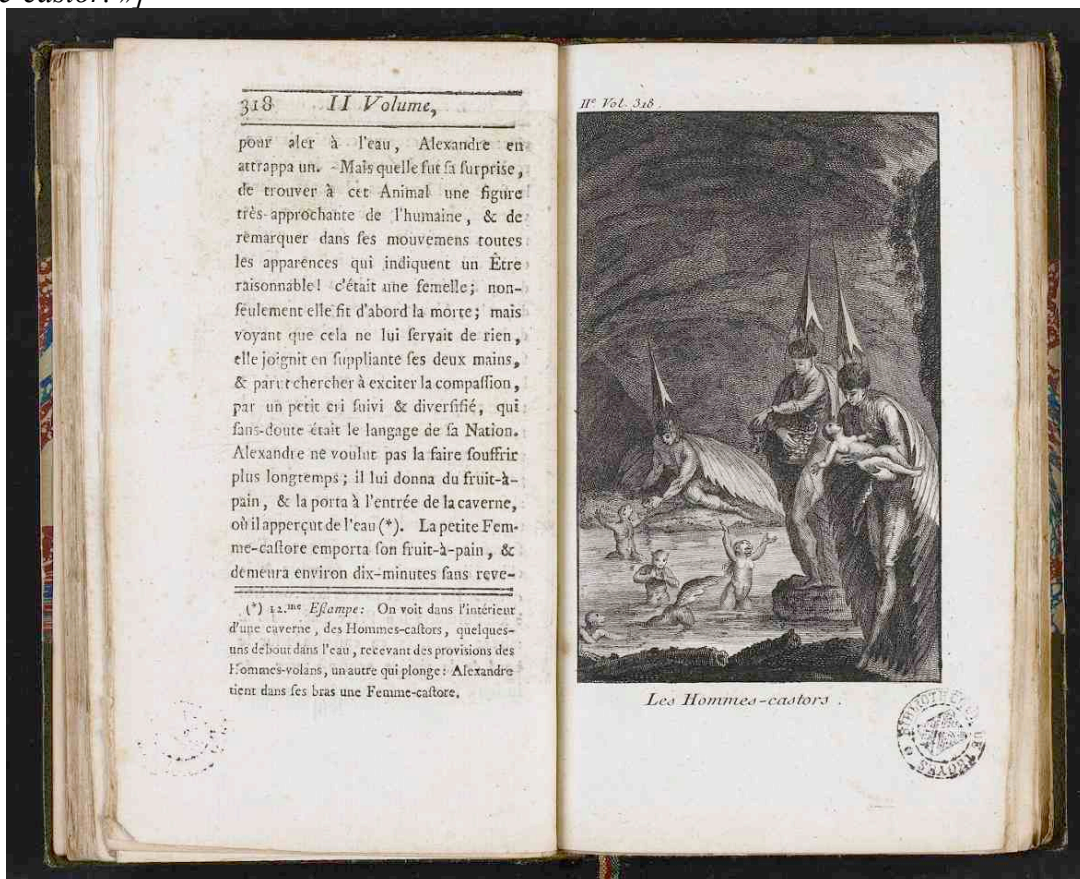 e-castor. »]
318 II Volume,
pour aler à l'eau, Alexandre en
attrappa un. Mais quelle fut ſa ſurpriſe,
de trouver à cet Animal une figure
très-approchante de l'humaine, & de
remarquer dans ſes mouvemens toutes
les apparences qui indiquent un Être
raisonnable! c'était une femelle; non-
ſeulement elle fit d'abord la morte; mais
voyant que cela ne lui ſervait de rien,
elle joignit en ſuppliante ſes deux mains,
& parut chercher à exciter la compaſſion,
par un petit cri ſuivi & diverſifié, qui
ſans-doute était le langage de ſa Nation.
Alexandre ne voulut pas la faire ſouffrir
plus longtemps; il lui donna du fruit-à-
pain, & la porta à l'entrée de la caverne,
où il apperçut de l'eau (*). La petite Fem-
me-caſtore emporta ſon fruit-à-pain, &
demeura environ dix-minutes ſans reve-
(*) 12.me Eſtampe: On voit dans l'intérieur
d'une caverne, des Hommes-caſtors, quelques-
uns debout dans l'eau, recevant des provisions des
Hommes-volans, un autre qui plonge: Alexandre
tient dans ſes bras une Femme-caſtore.
IIe Vol. 318.
Les Hommes-castors.
BIBLIOTHEQUE DE TROYES